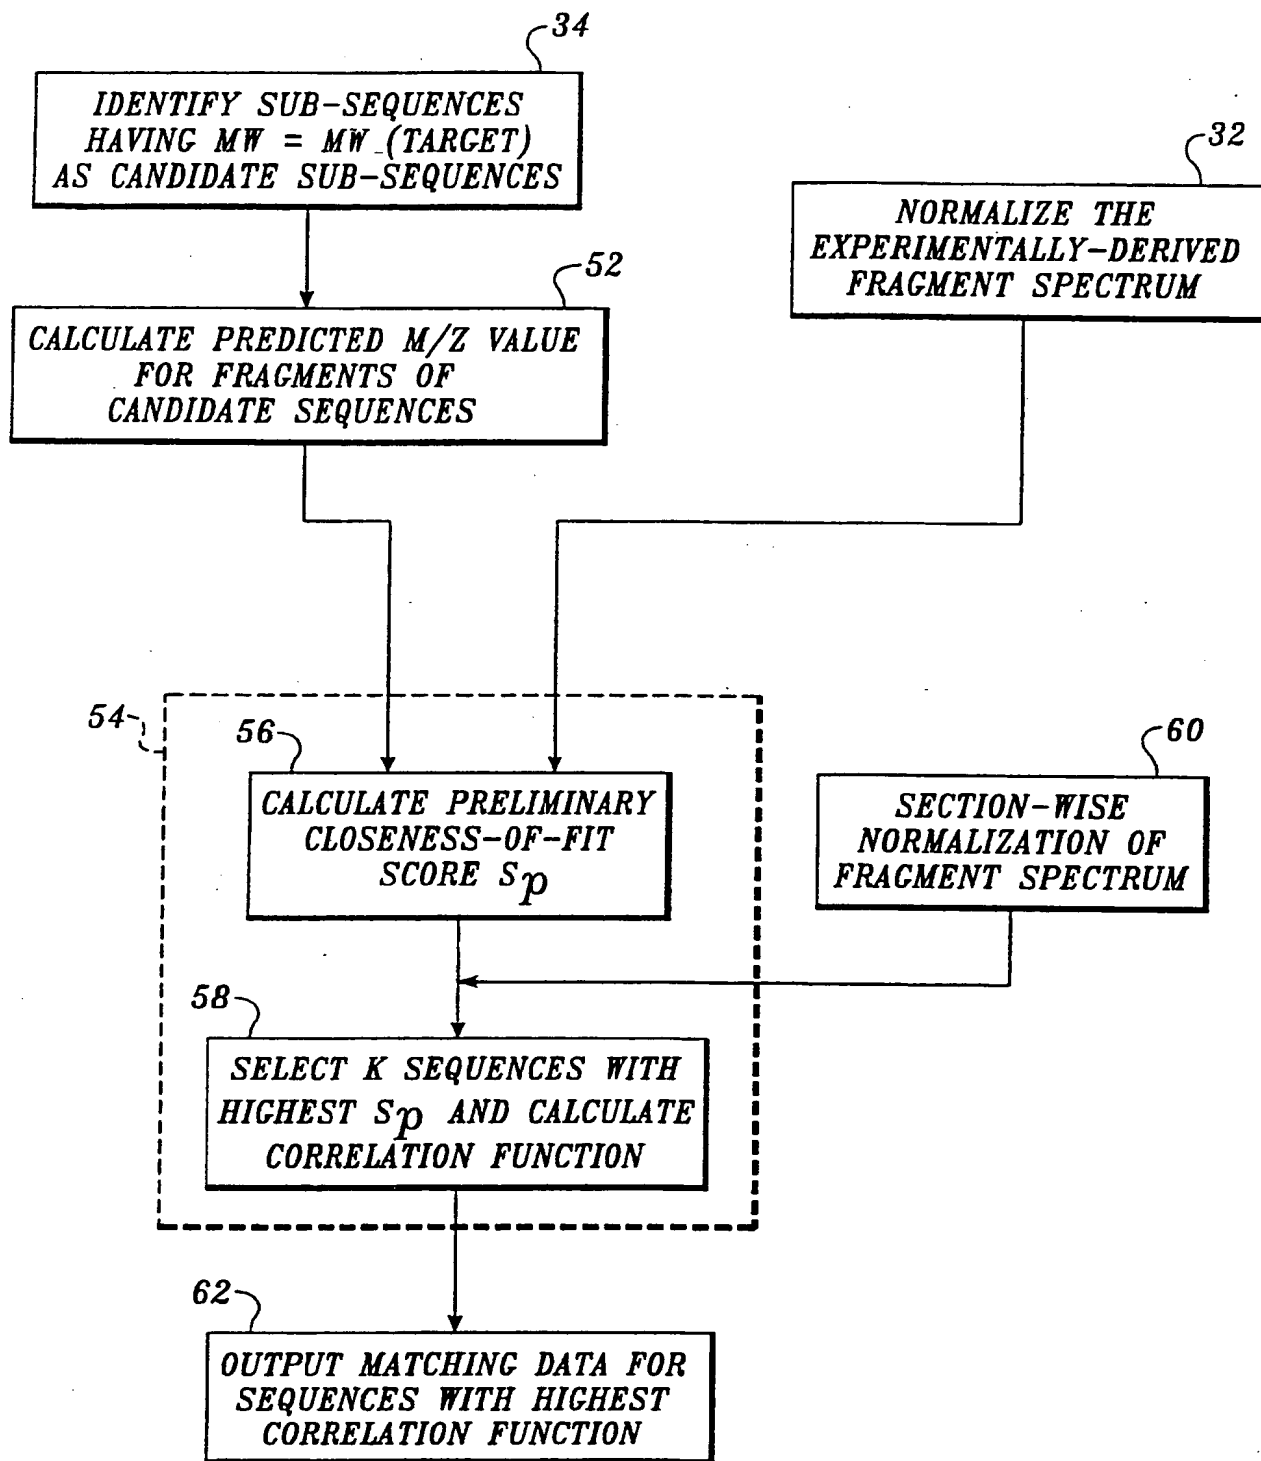 34
IDENTIFY SUB-SEQUENCES
HAVING MW = MW (TARGET)
AS CANDIDATE SUB-SEQUENCES
32
NORMALIZE THE
EXPERIMENTALLY-DERIVED
FRAGMENT SPECTRUM
52
CALCULATE PREDICTED M/Z VALUE
FOR FRAGMENTS OF
CANDIDATE SEQUENCES
54
56
CALCULATE PRELIMINARY
CLOSENESS-OF-FIT
SCORE Sp
60
SECTION-WISE
NORMALIZATION OF
FRAGMENT SPECTRUM
58
SELECT K SEQUENCES WITH
HIGHEST Sp AND CALCULATE
CORRELATION FUNCTION
62
OUTPUT MATCHING DATA FOR
SEQUENCES WITH HIGHEST
CORRELATION FUNCTION